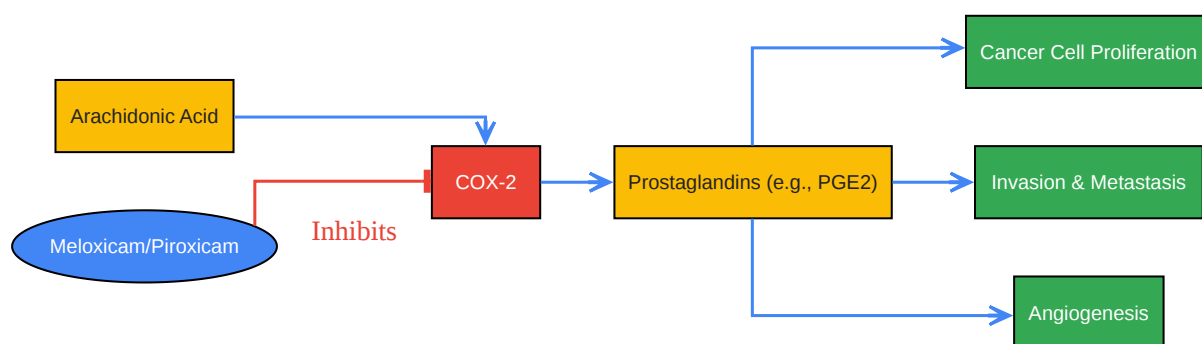 Cancer Cell Proliferation
Arachidonic Acid
COX-2
Prostaglandins (e.g., PGE2)
Invasion & Metastasis
Inhibits
Meloxicam/Piroxicam
Angiogenesis